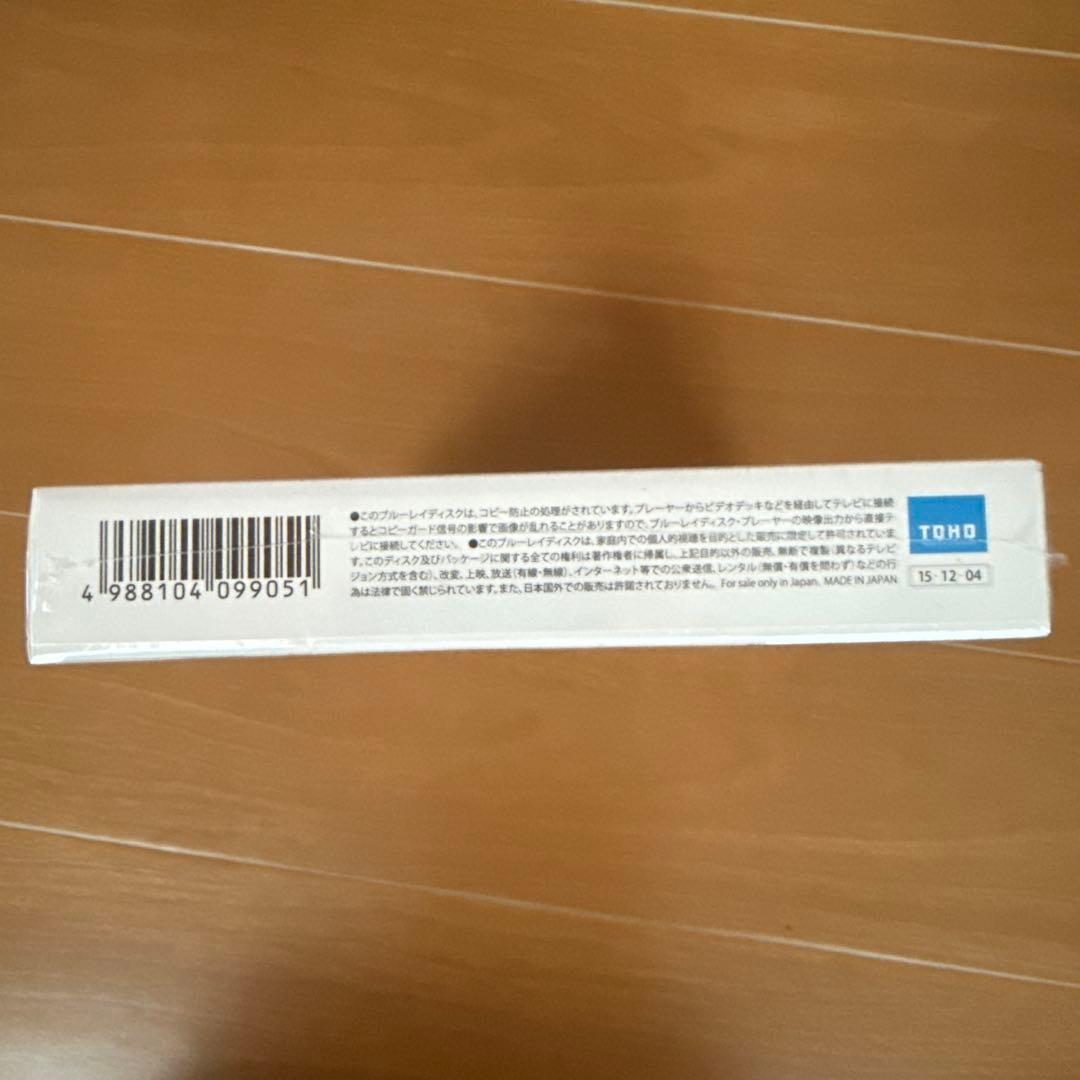 4 988104 099051
●このブルーレイディスクは、コピー防止の処理がされています。プレーヤーからビデオデッキなどを経由してテレビに接続
するとコピーガード信号の影響で画像が乱れることがありますので、ブルーレイディスク・プレーヤーの映像出力から直接テ
レビに接続してください。 ●このブルーレイディスクは、家庭内での個人的視聴を目的とした販売に限定して許可されていま
す。このディスク及びパッケージに関する全ての権利は著作権者に帰属し、上記目的以外の販売、無断で複製(異なるテレビ
ジョン方式を含む)、改変、上映、放送(有線・無線)、インターネット等での公衆送信、レンタル(無償・有償を問わず)などの行
為は法律で固く禁じられています。また、日本国外での販売は許諾されておりません。 For sale only in Japan. MADE IN JAPAN
TOHO
15・12・04